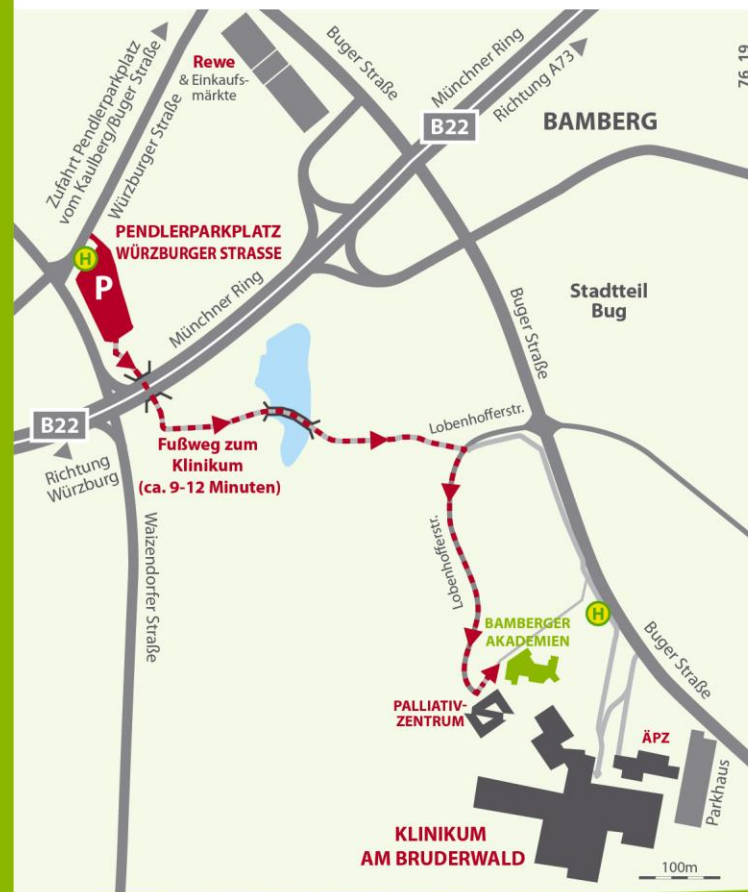 Zufahrt Pendlerparkplatz
vom Kaulberg/Buger Straße
Würzburger Straße
Rewe
& Einkaufs-
märkte
Buger Straße
Münchner Ring
Richtung A73
B22
76_19
BAMBERG
PENDLERPARKPLATZ
WÜRZBURGER STRASSE
H
P
Münchner Ring
Buger Straße
Stadtteil
Bug
B22
Richtung
Würzburg
Fußweg zum
Klinikum
(ca. 9-12 Minuten)
Lobenhofferstr.
Waizendorfer Straße
Lobenhofferstr.
H
BAMBERGER
AKADEMIEN
Buger Straße
PALLIATIV-
ZENTRUM
ÄPZ
Parkhaus
KLINIKUM
AM BRUDERWALD
100m